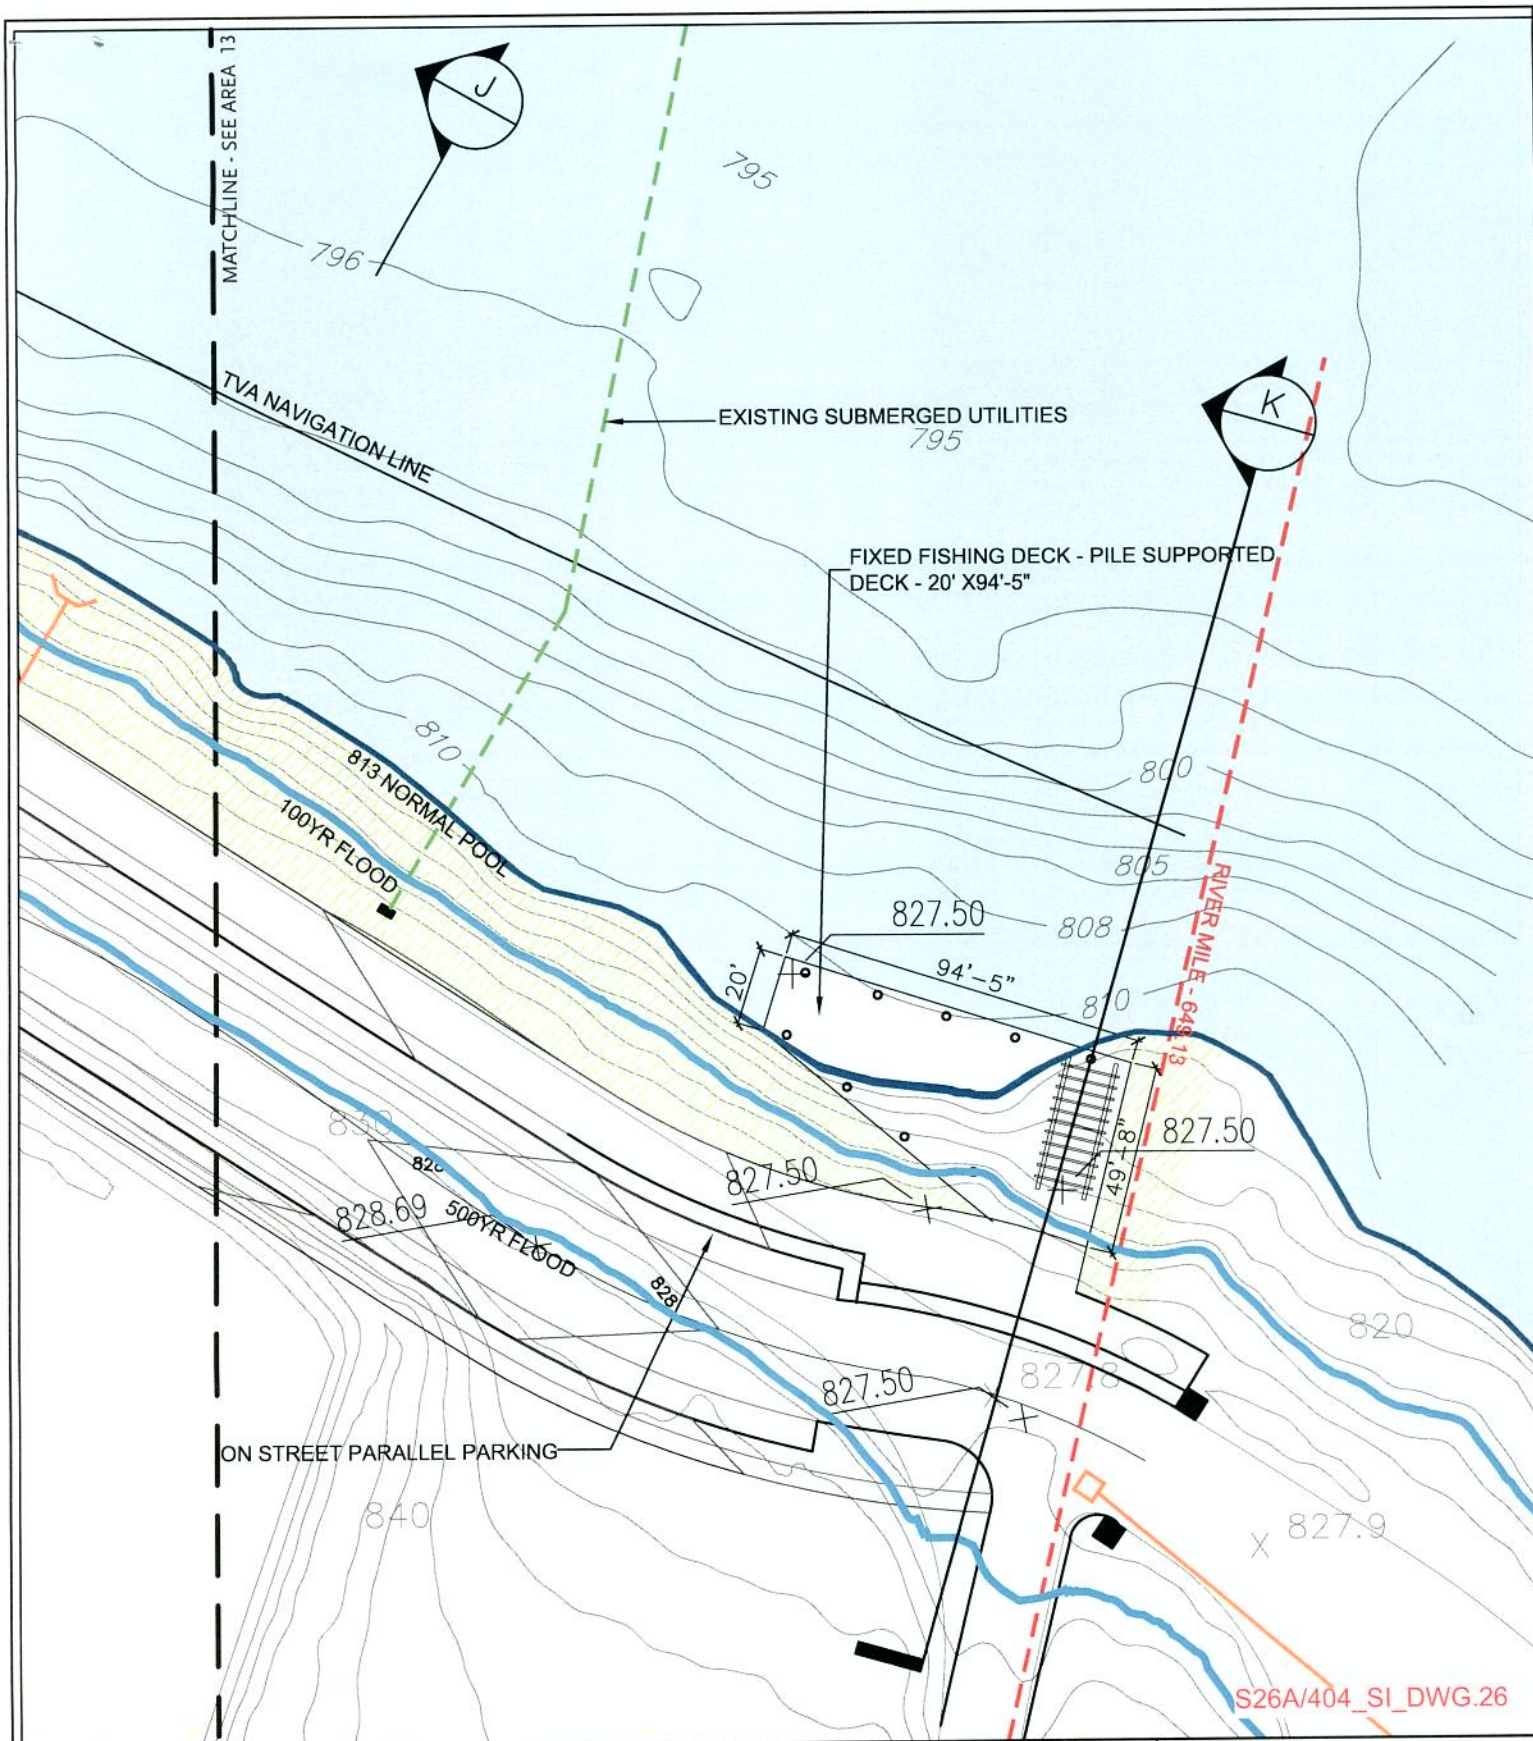 MATCHLINE - SEE AREA 13
J
795
796
TVA NAVIGATION LINE
EXISTING SUBMERGED UTILITIES
795
K
FIXED FISHING DECK - PILE SUPPORTED
DECK - 20' X94'-5"
810
813 NORMAL POOL
100YR FLOOD
800
805
RIVER MILE - 649.13
827.50
808
20'
94'-5"
810
830
827.50
49'-8"
827.50
828.69
500YR FLOOD
828
820
827.8
827.50
ON STREET PARALLEL PARKING
840
827.9
S26A/404_SI_DWG.26